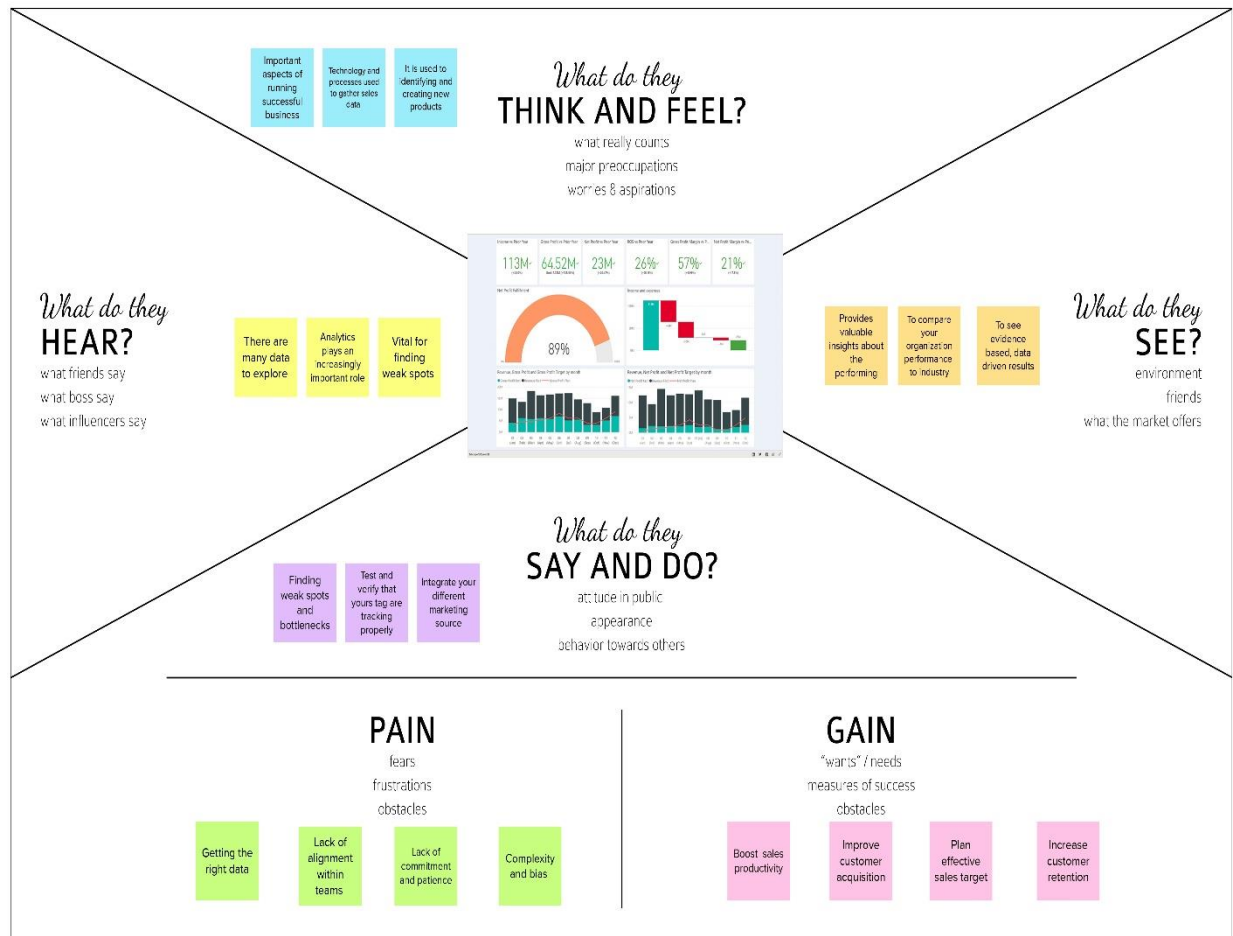 Important
aspects of
running
successful
business
Technology and
processes used
to gather sales
data
It is used to
identifying and
creating new
products
What do they
THINK AND FEEL?
what really counts
major preoccupations
worries & aspirations
What do they
HEAR?
what friends say
what boss say
what influencers say
There are
many data
to explore
Analytics
plays an
increasingly
important role
Vital for
finding
weak spots
113M
64.52M
23M
26%
57%
21%
89%
Provides
valuable
insights about
the
performing
To compare
your
organization
performance
to industry
To see
evidence
based, data
driven results
What do they
SEE?
environment
friends
what the market offers
What do they
SAY AND DO?
attitude in public
appearance
behavior towards others
Finding
weak spots
and
bottlenecks
Test and
verify that
yours tag are
tracking
properly
Integrate your
different
marketing
source
PAIN
fears
frustrations
obstacles
Getting the
right data
Lack of
alignment
within
teams
Lack of
commitment
and patience
Complexity
and bias
GAIN
"wants" / needs
measures of success
obstacles
Boost sales
productivity
Improve
customer
acquisition
Plan
effective
sales target
Increase
customer
retention